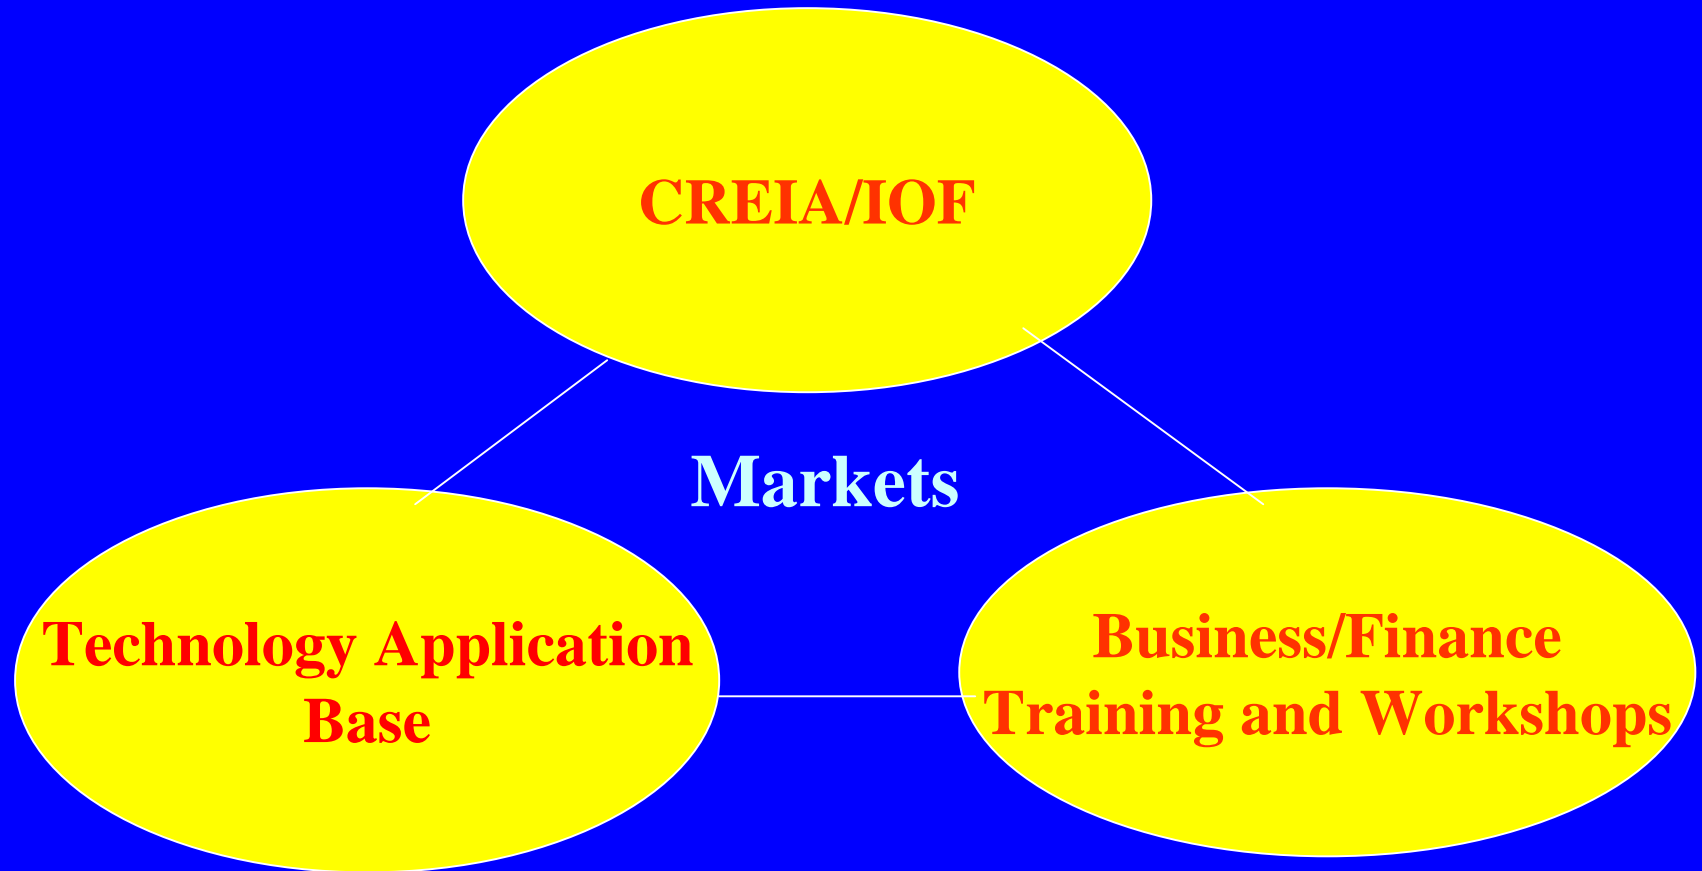 CREIA/IOF
Markets
Technology Application
Base
Business/Finance
Training and Workshops